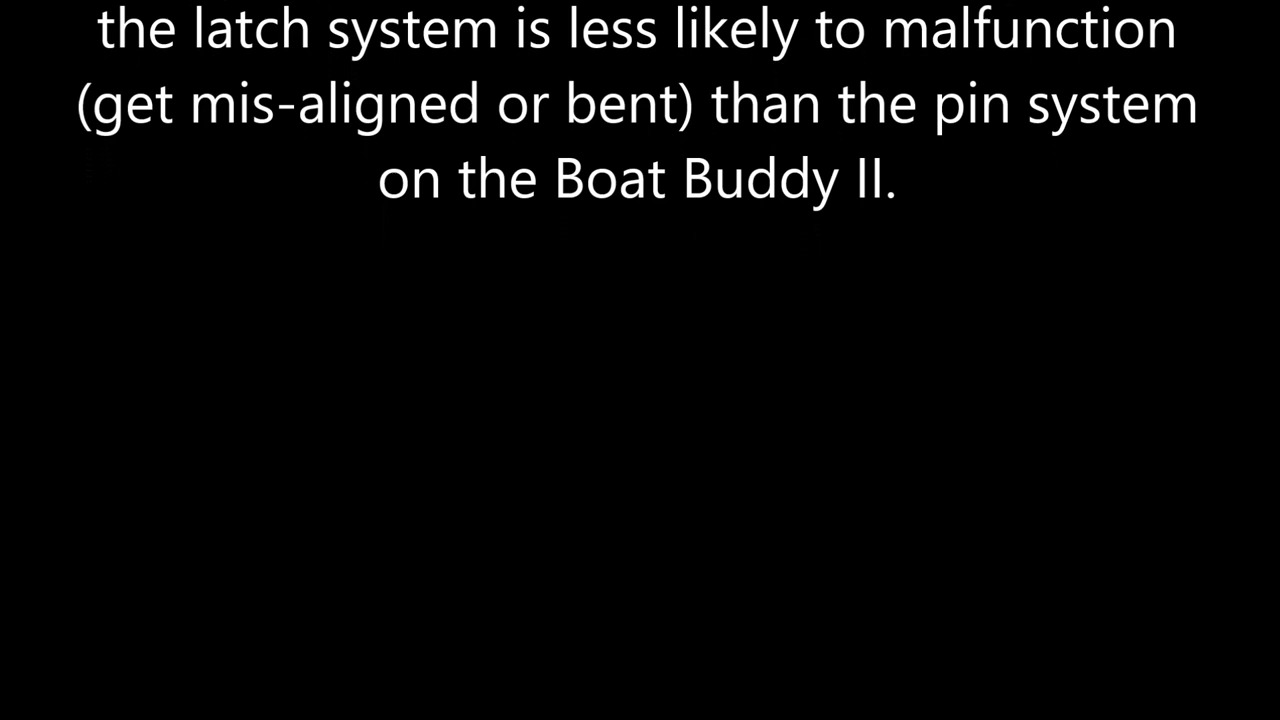 the latch system is less likely to malfunction
(get mis-aligned or bent) than the pin system
on the Boat Buddy II.